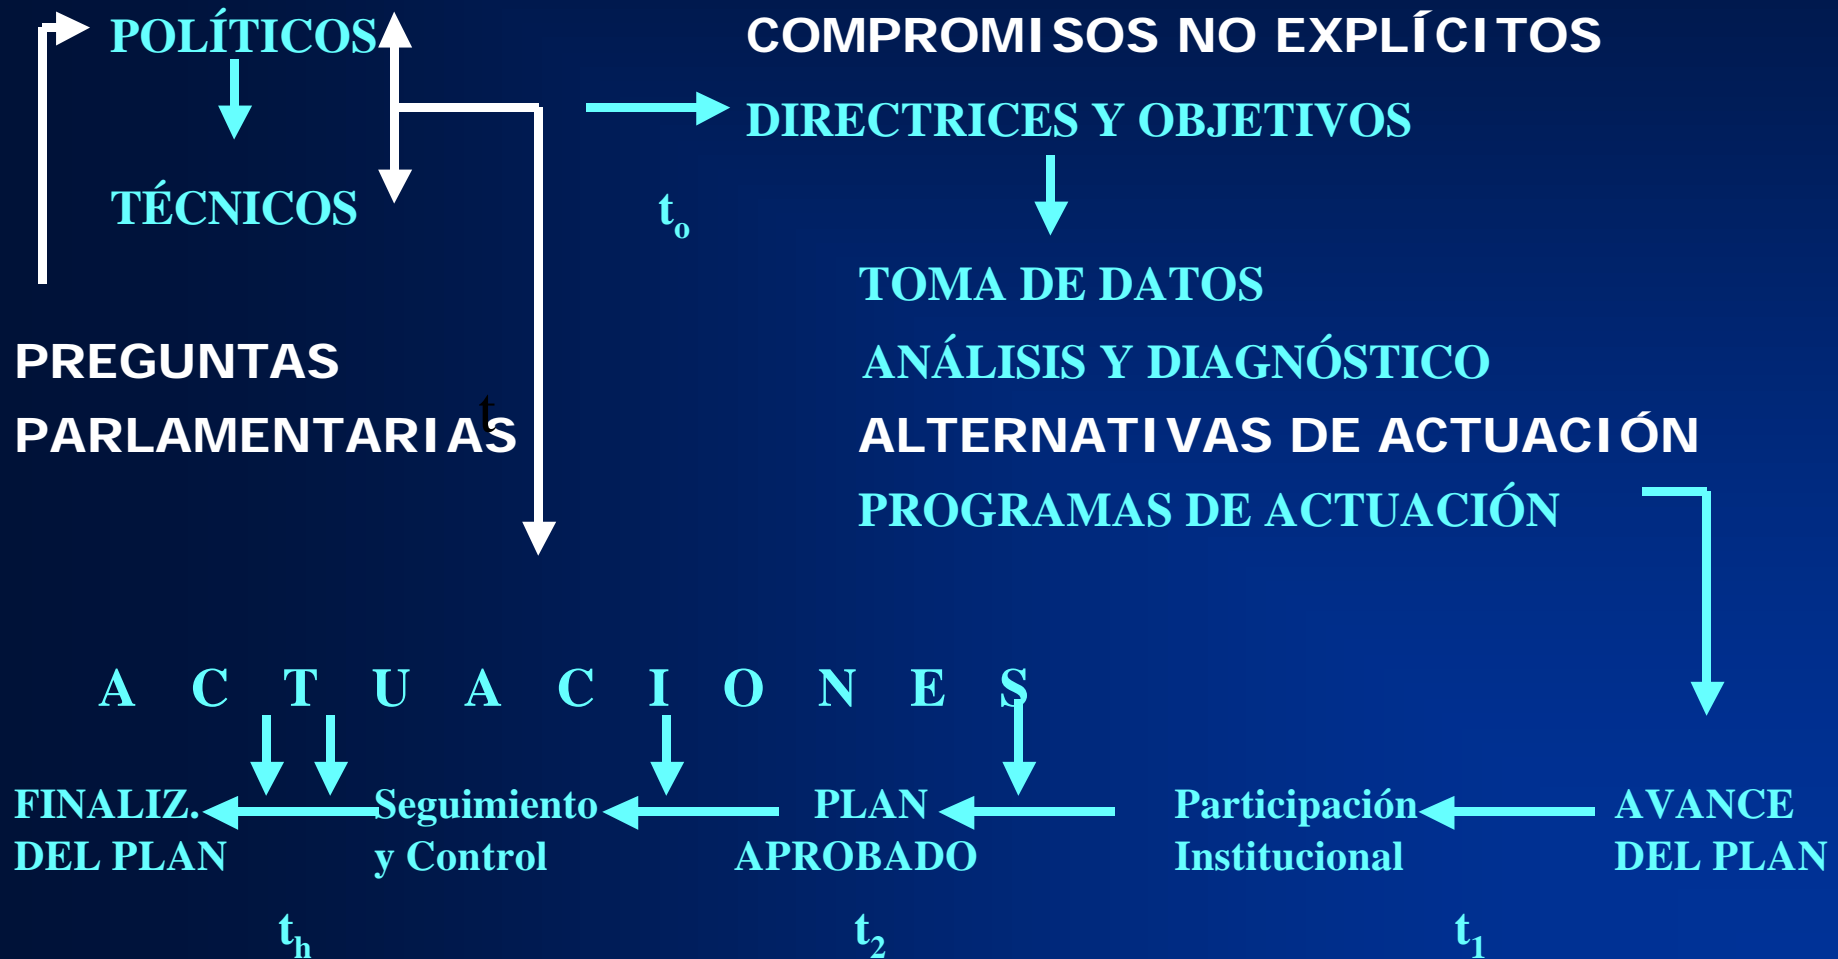 POLÍTICOS
COMPROMISOS NO EXPLÍCITOS
DIRECTRICES Y OBJETIVOS
TÉCNICOS
to
TOMA DE DATOS
PREGUNTAS
PARLAMENTARIAS
t
ANÁLISIS Y DIAGNÓSTICO
ALTERNATIVAS DE ACTUACIÓN
PROGRAMAS DE ACTUACIÓN
A C T U A C I O N E S
FINALIZ.
DEL PLAN
Seguimiento
y Control
PLAN
APROBADO
Participación
Institucional
AVANCE
DEL PLAN
th
t2
t1